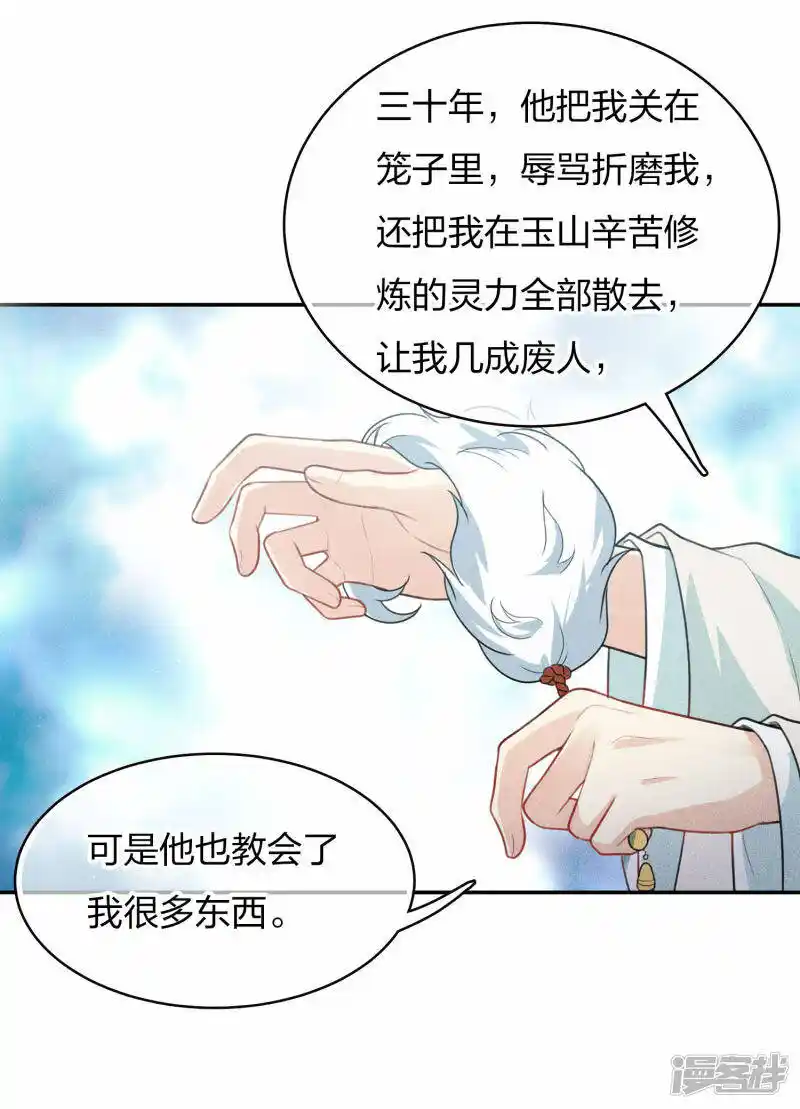 三十年，他把我关在
笼子里，辱骂折磨我，
还把我在玉山辛苦修
炼的灵力全部散去，
让我几成废人，
可是他也教会了
我很多东西。
漫客栈